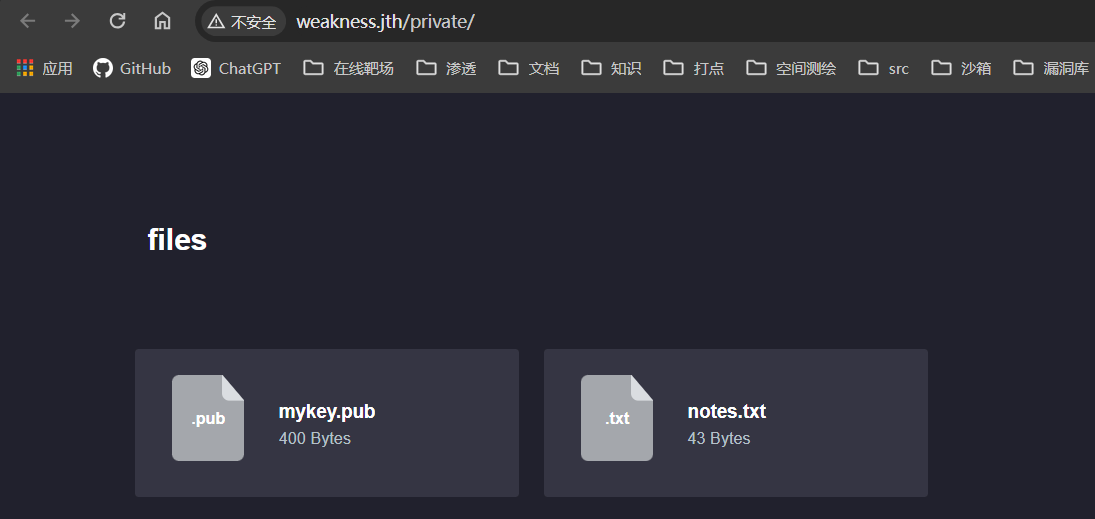 不安全 weakness.jth/private/
应用 GitHub ChatGPT 在线靶场 渗透 文档 知识 打点 空间测绘 src 沙箱 漏洞库
files
.pub mykey.pub
400 Bytes
.txt notes.txt
43 Bytes